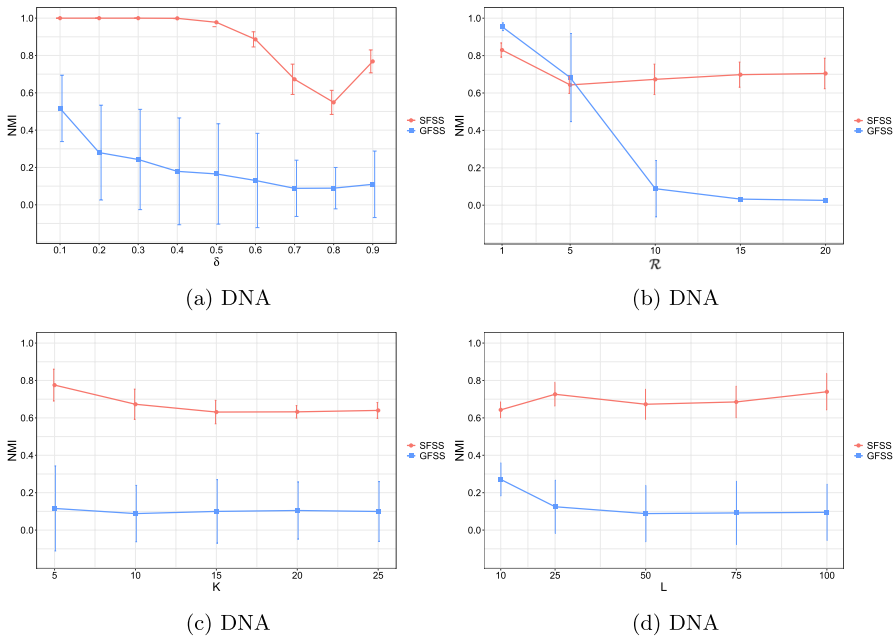 1.0
0.8
0.6
0.4
0.2
0.0
NMI
0.1 0.2 0.3 0.4 0.5 0.6 0.7 0.8 0.9
δ
SFSS
GFSS
(a) DNA
1.0
0.8
0.6
0.4
0.2
0.0
NMI
1 5 10 15 20
ℛ
SFSS
GFSS
(b) DNA
1.0
0.8
0.6
0.4
0.2
0.0
NMI
5 10 15 20 25
K
SFSS
GFSS
(c) DNA
1.0
0.8
0.6
0.4
0.2
0.0
NMI
10 25 50 75 100
L
SFSS
GFSS
(d) DNA